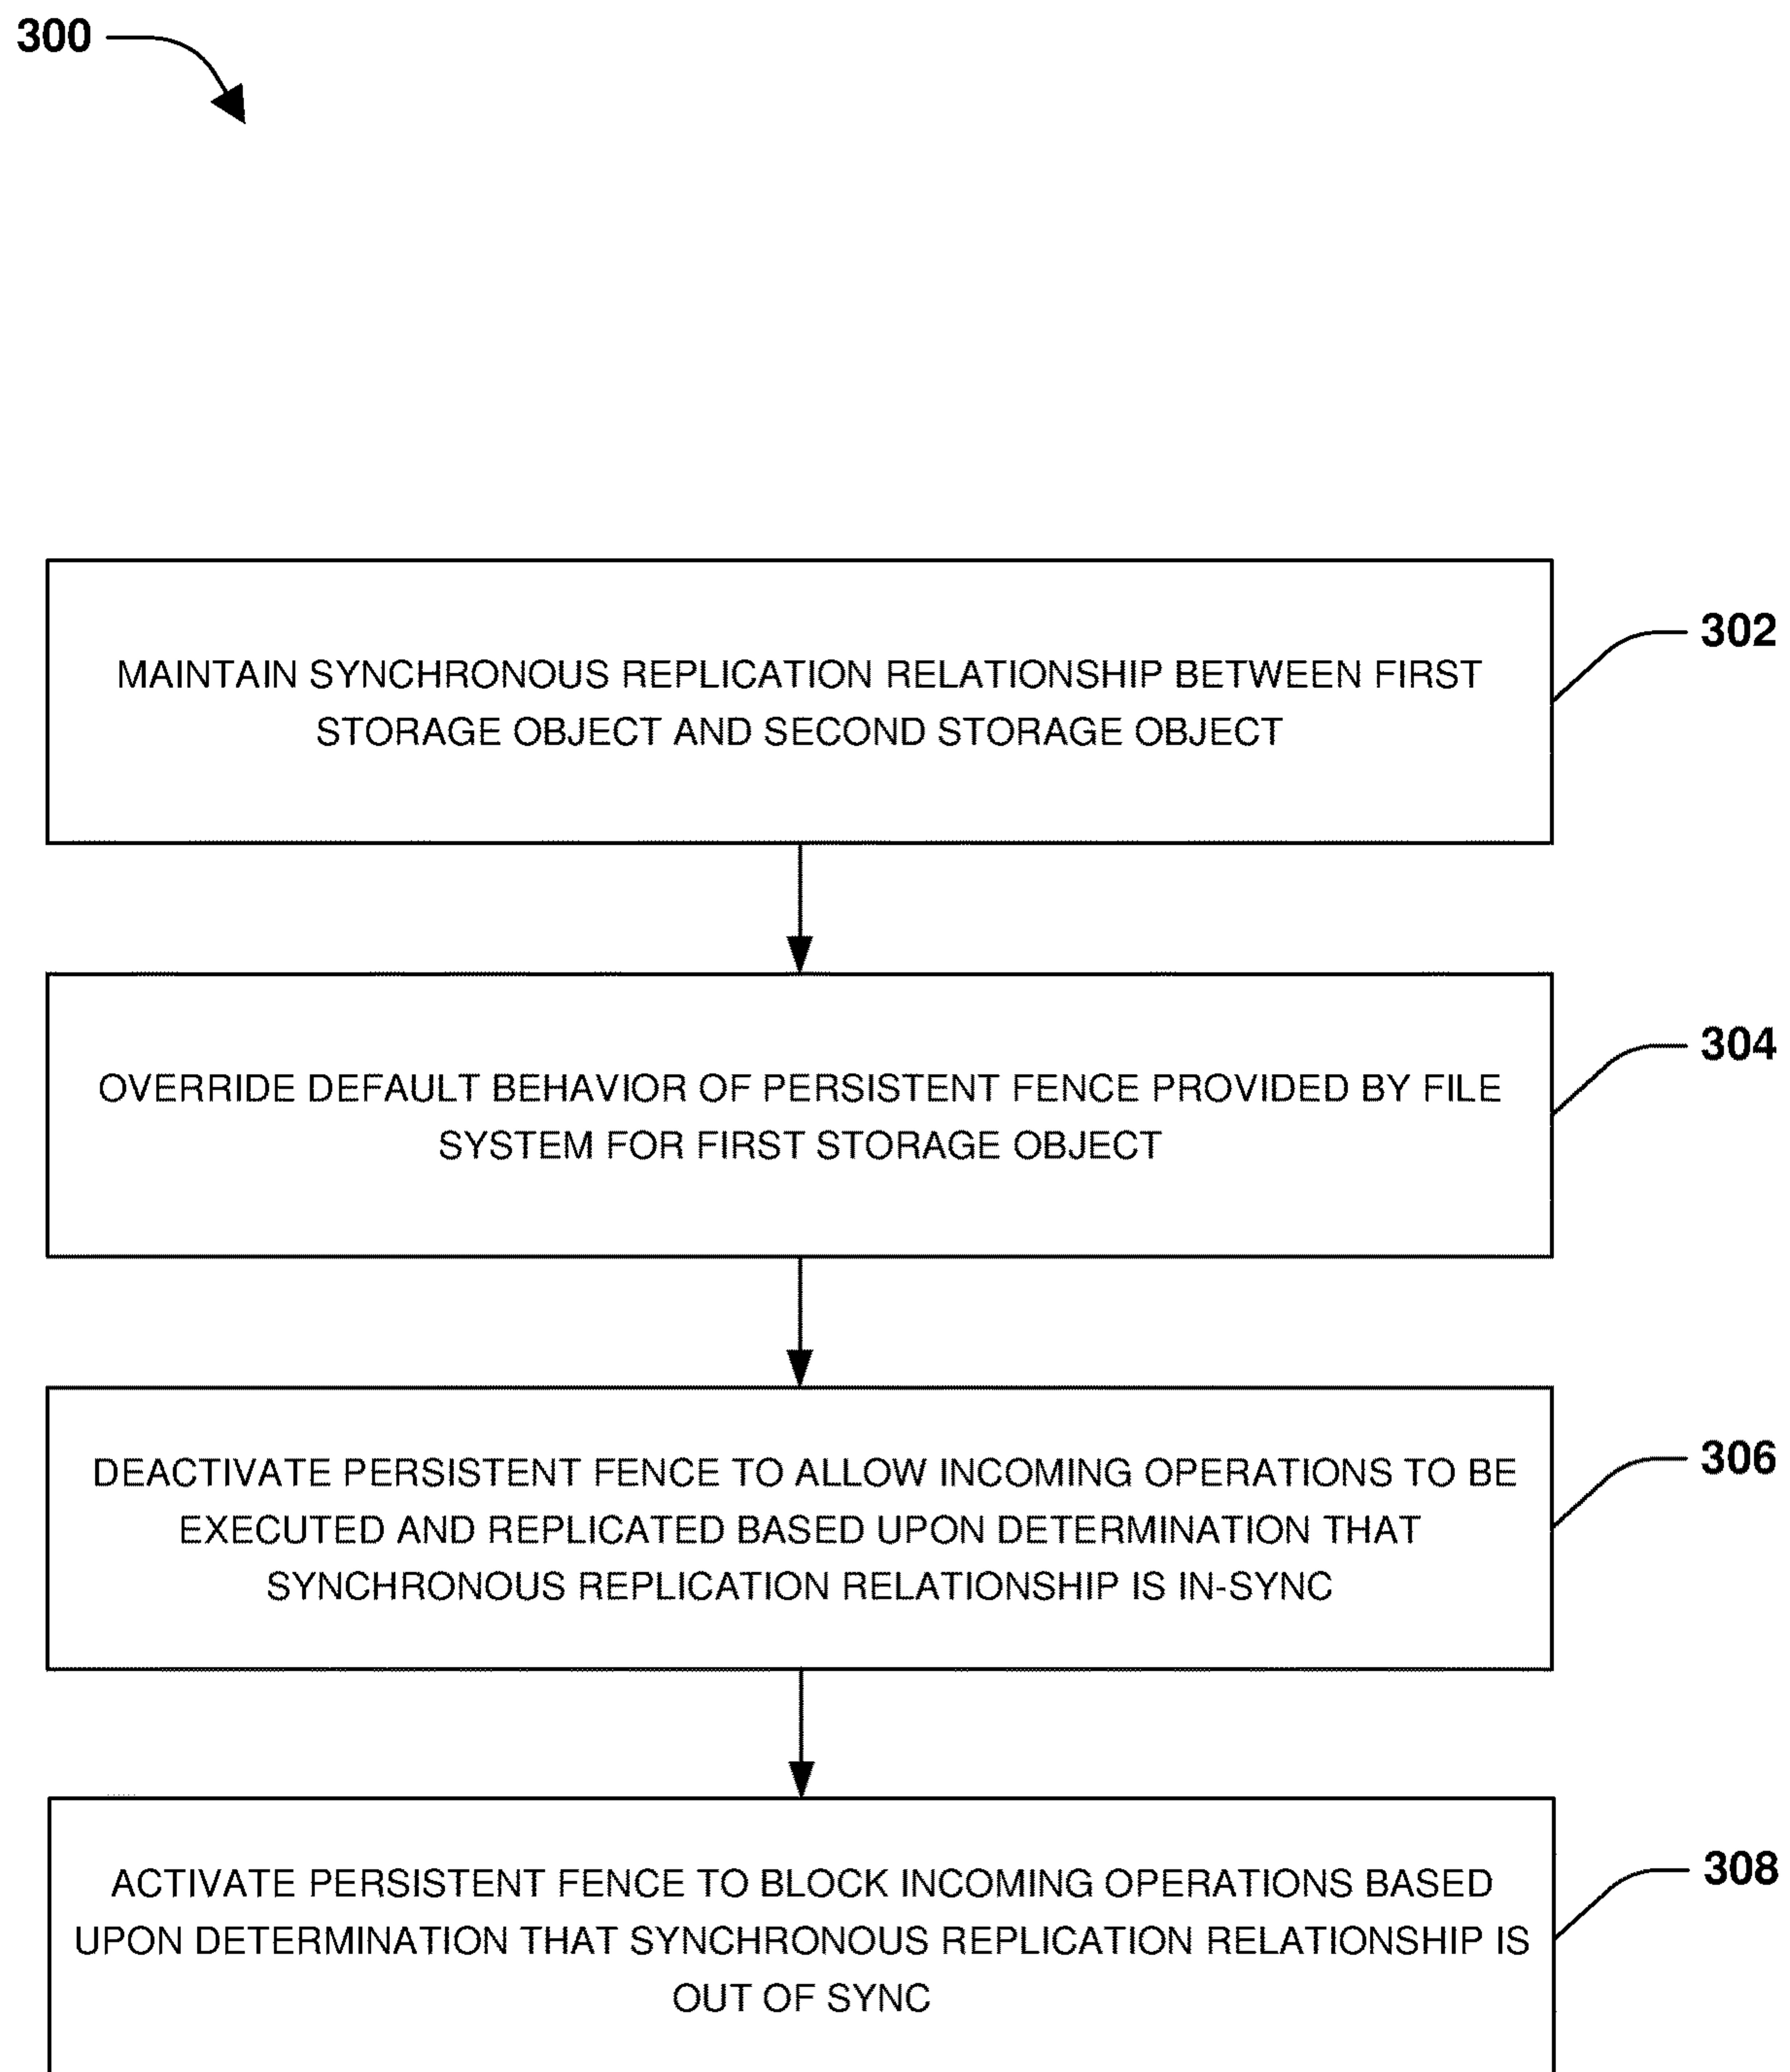 300
MAINTAIN SYNCHRONOUS REPLICATION RELATIONSHIP BETWEEN FIRST
STORAGE OBJECT AND SECOND STORAGE OBJECT
302
OVERRIDE DEFAULT BEHAVIOR OF PERSISTENT FENCE PROVIDED BY FILE
SYSTEM FOR FIRST STORAGE OBJECT
304
DEACTIVATE PERSISTENT FENCE TO ALLOW INCOMING OPERATIONS TO BE
EXECUTED AND REPLICATED BASED UPON DETERMINATION THAT
SYNCHRONOUS REPLICATION RELATIONSHIP IS IN-SYNC
306
ACTIVATE PERSISTENT FENCE TO BLOCK INCOMING OPERATIONS BASED
UPON DETERMINATION THAT SYNCHRONOUS REPLICATION RELATIONSHIP IS
OUT OF SYNC
308